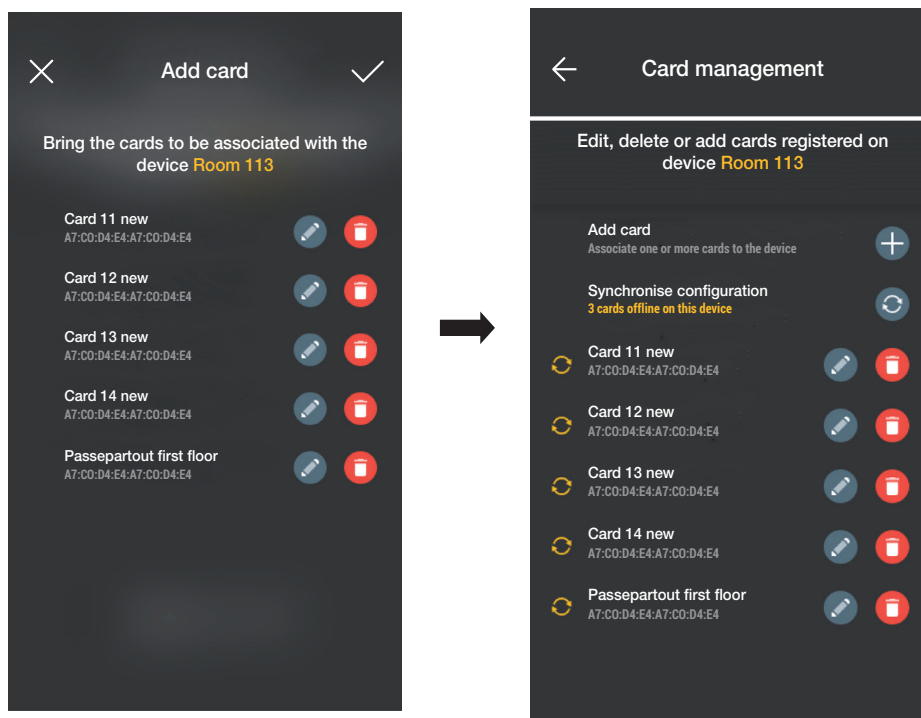 Add card
Bring the cards to be associated with the
device Room 113
Card 11 new
A7:C0:D4:E4:A7:C0:D4:E4
Card 12 new
A7:C0:D4:E4:A7:C0:D4:E4
Card 13 new
A7:C0:D4:E4:A7:C0:D4:E4
Card 14 new
A7:C0:D4:E4:A7:C0:D4:E4
Passepartout first floor
A7:C0:D4:E4:A7:C0:D4:E4
Card management
Edit, delete or add cards registered on
device Room 113
Add card
Associate one or more cards to the device
Synchronise configuration
3 cards offline on this device
Card 11 new
A7:C0:D4:E4:A7:C0:D4:E4
Card 12 new
A7:C0:D4:E4:A7:C0:D4:E4
Card 13 new
A7:C0:D4:E4:A7:C0:D4:E4
Card 14 new
A7:C0:D4:E4:A7:C0:D4:E4
Passepartout first floor
A7:C0:D4:E4:A7:C0:D4:E4